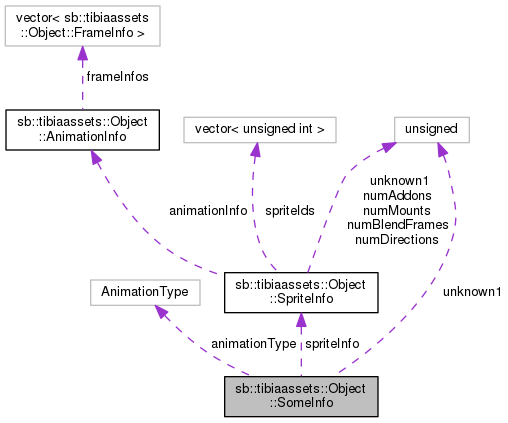 vector< sb::tibiaassets
::Object::FrameInfo >
frameInfos
sb::tibiaassets::Object
::AnimationInfo
vector< unsigned int >
unsigned
animationInfo
spriteIds
unknown1
numAddons
numMounts
numBlendFrames
numDirections
AnimationType
sb::tibiaassets::Object
::SpriteInfo
unknown1
animationType
spriteInfo
sb::tibiaassets::Object
::SomeInfo